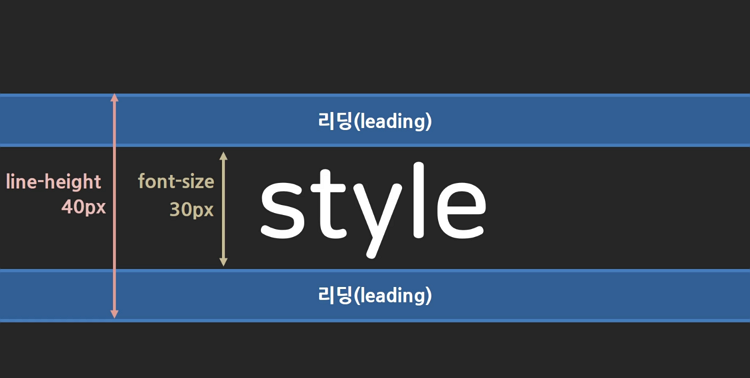 리딩(leading)
line-height
40px
font-size
30px
style
리딩(leading)